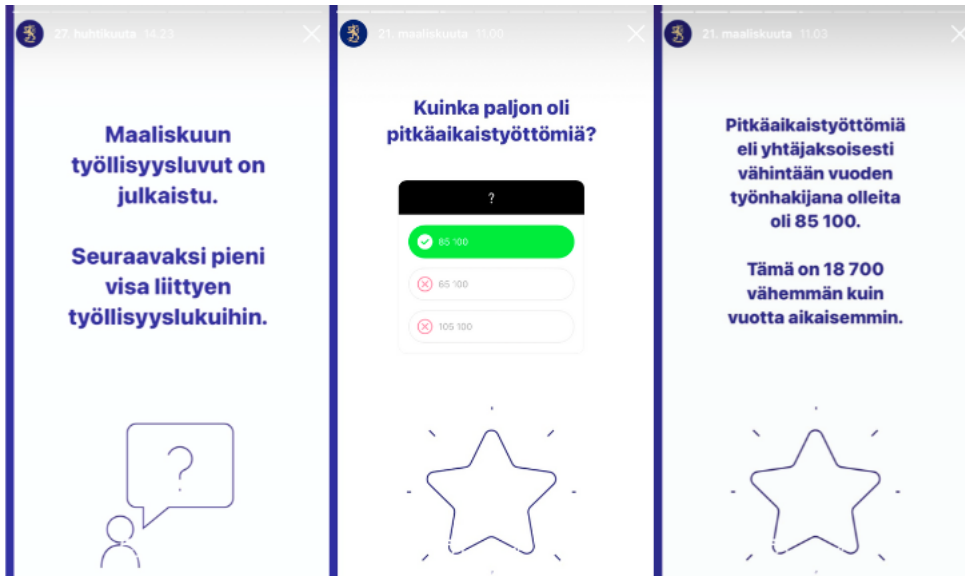 27. huhtikuuta 14.23
Maaliskuun
työllisyysluvut on
julkaistu.
Seuraavaksi pieni
visa liittyen
työllisyyslukuihin.
?
21. maaliskuuta 11.00
Kuinka paljon oli
pitkäaikaistyöttömiä?
?
85 100
65 100
105 100
21. maaliskuuta 11.03
Pitkäaikaistyöttömiä
eli yhtäjaksoisesti
vähintään vuoden
työnhakijana olleita
oli 85 100.
Tämä on 18 700
vähemmän kuin
vuotta aikaisemmin.